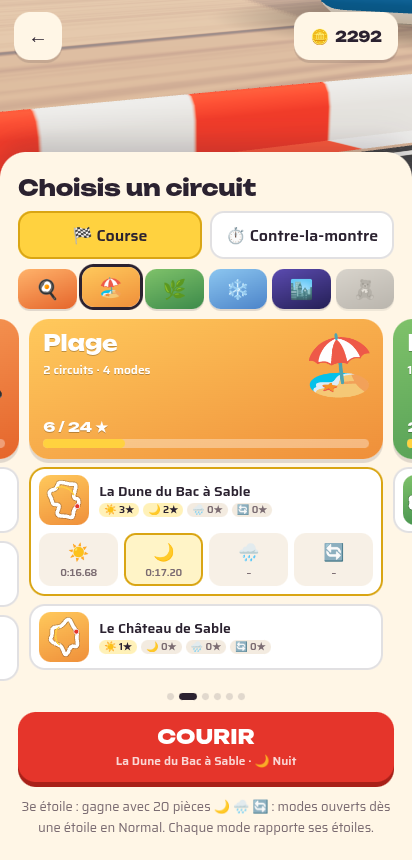 ←
🪙 2292
Choisis un circuit
🏁 Course
⏱️ Contre-la-montre
Plage
2 circuits · 4 modes
6 / 24 ★
La Dune du Bac à Sable
☀️ 3★ 🌙 2★ 🌧️ 0★ 🔄 0★
0:16.68
0:17.20
–
–
Le Château de Sable
☀️ 1★ 🌙 0★ 🌧️ 0★ 🔄 0★
COURIR
La Dune du Bac à Sable · 🌙 Nuit
3e étoile : gagne avec 20 pièces 🌙 🌧️ 🔄 : modes ouverts dès
une étoile en Normal. Chaque mode rapporte ses étoiles.